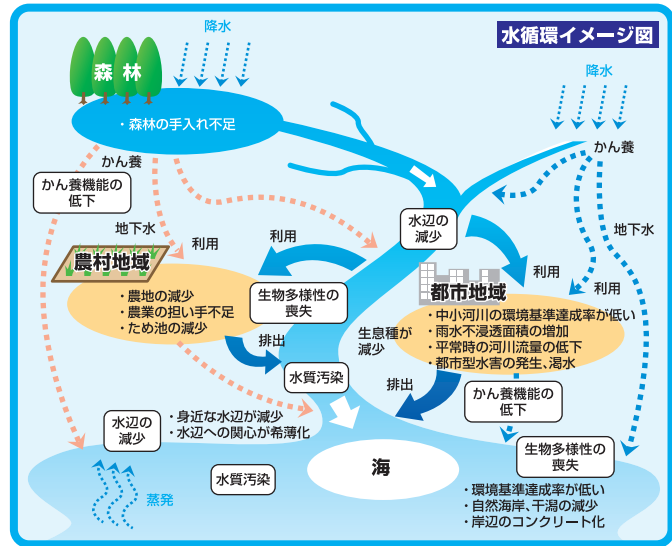 水循環イメージ図
降水
森林
・森林の手入れ不足
降水
かん養
かん養
かん養機能の
低下
地下水
利用
利用
水辺の
減少
地下水
利用
利用
農村地域
・農地の減少
・農業の担い手不足
・ため池の減少
生物多様性の
喪失
都市地域
・中小河川の環境基準達成率が低い
・雨水不浸透面積の増加
・平常時の河川流量の低下
・都市型水害の発生、渇水
生息種が
減少
排出
水質汚染
排出
かん養機能の
低下
水辺の
減少
・身近な水辺が減少
・水辺への関心が希薄化
生物多様性の
喪失
海
水質汚染
蒸発
・環境基準達成率が低い
・自然海岸、干潟の減少
・岸辺のコンクリート化